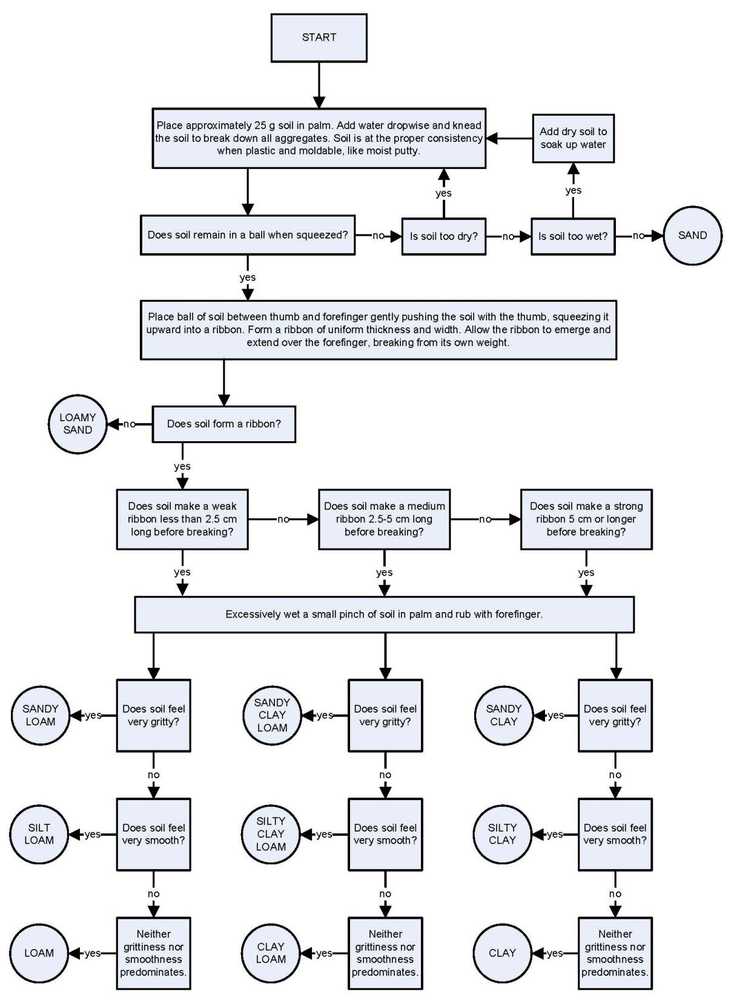 START
Place approximately 25 g soil in palm. Add water dropwise and knead
the soil to break down all aggregates. Soil is at the proper consistency
when plastic and moldable, like moist putty.
Add dry soil to
soak up water
yes
yes
Does soil remain in a ball when squeezed?
no
Is soil too dry?
no
Is soil too wet?
no
SAND
yes
Place ball of soil between thumb and forefinger gently pushing the soil with the thumb, squeezing it
upward into a ribbon. Form a ribbon of uniform thickness and width. Allow the ribbon to emerge and
extend over the forefinger, breaking from its own weight.
LOAMY
SAND
no
Does soil form a ribbon?
yes
Does soil make a weak
ribbon less than 2.5 cm
long before breaking?
no
Does soil make a medium
ribbon 2.5-5 cm long
before breaking?
no
Does soil make a strong
ribbon 5 cm or longer
before breaking?
yes
yes
yes
Excessively wet a small pinch of soil in palm and rub with forefinger.
SANDY
LOAM
yes
Does soil feel
very gritty?
SANDY
CLAY
LOAM
yes
Does soil feel
very gritty?
SANDY
CLAY
yes
Does soil feel
very gritty?
no
no
no
SILT
LOAM
yes
Does soil feel
very smooth?
SILTY
CLAY
LOAM
yes
Does soil feel
very smooth?
SILTY
CLAY
yes
Does soil feel
very smooth?
no
no
no
LOAM
yes
Neither
grittiness nor
smoothness
predominates.
CLAY
LOAM
yes
Neither
grittiness nor
smoothness
predominates.
CLAY
yes
Neither
grittiness nor
smoothness
predominates.